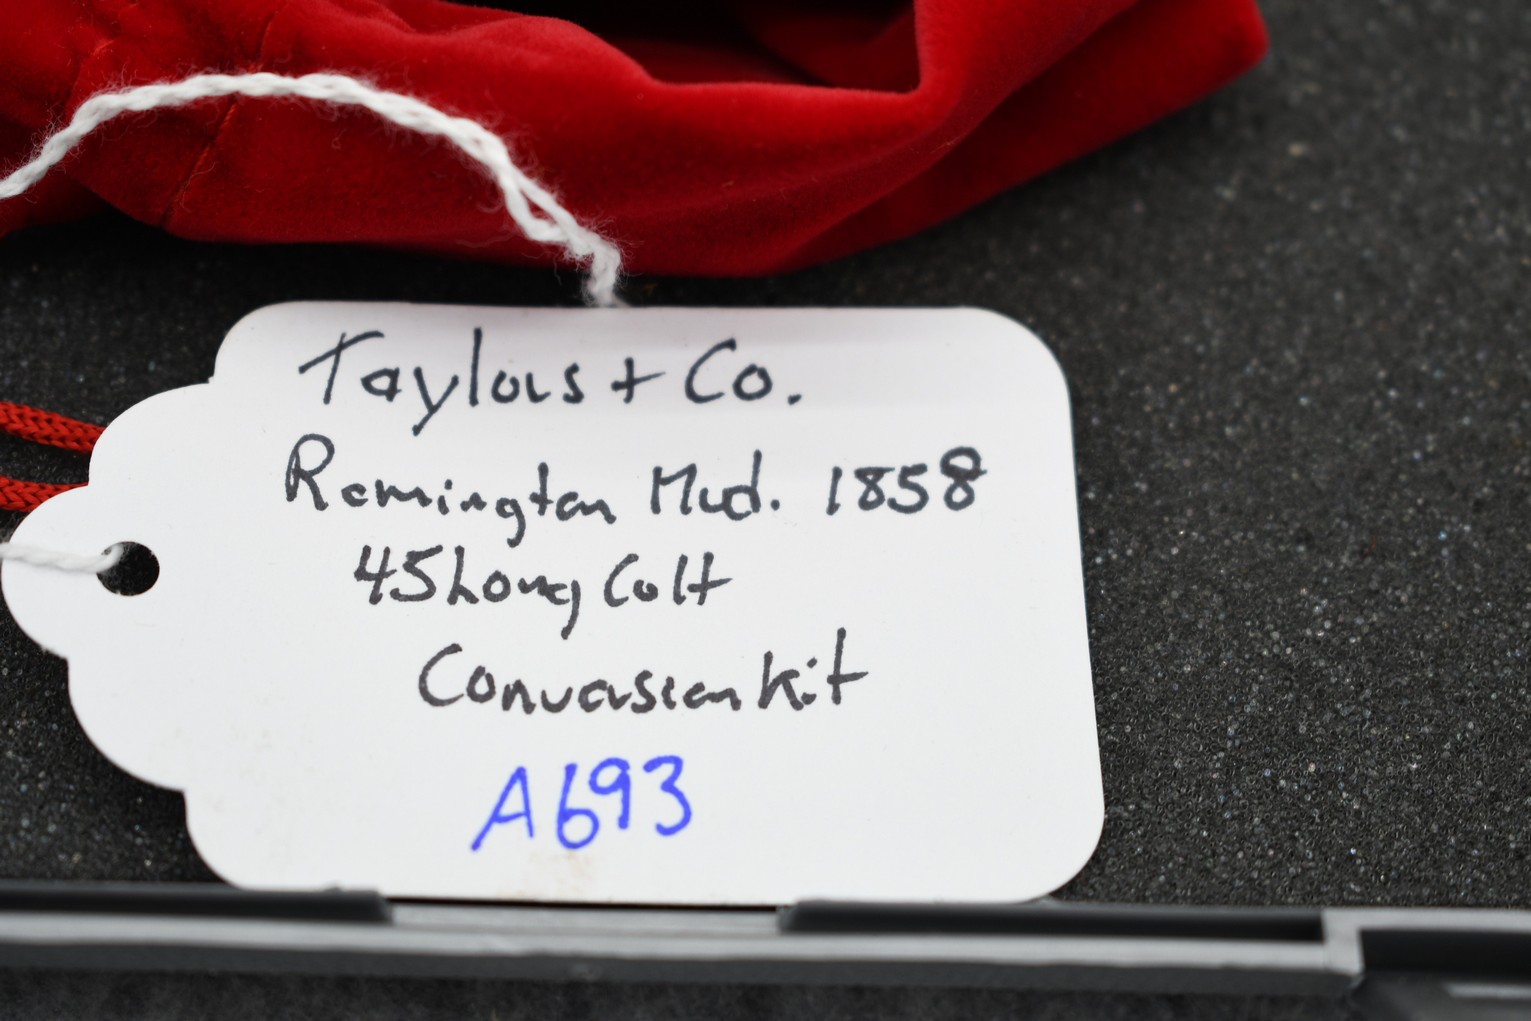 Taylors + Co.
Remington Mod. 1858
45 Long Colt
Conversion Kit
A693